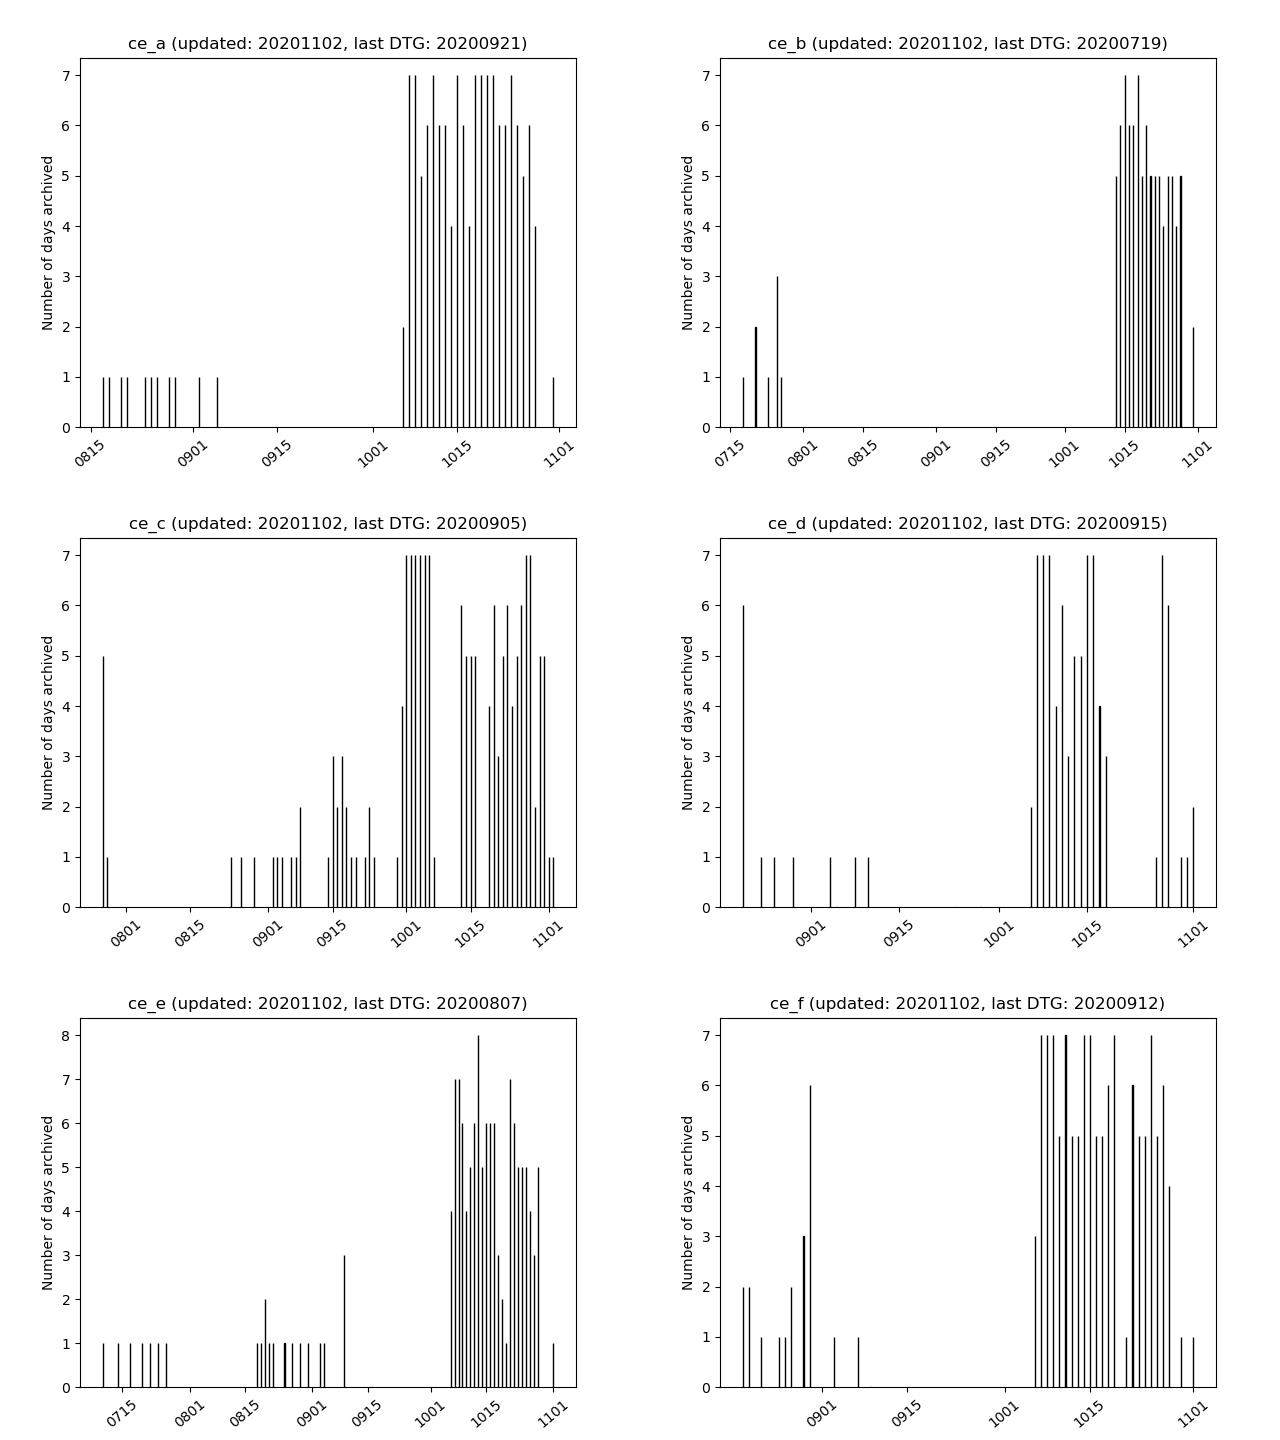 ce_a (updated: 20201102, last DTG: 20200921)
Number of days archived
7
6
5
4
3
2
1
0
0815 0901 0915 1001 1015 1101
ce_b (updated: 20201102, last DTG: 20200719)
Number of days archived
7
6
5
4
3
2
1
0
0715 0801 0815 0901 0915 1001 1015 1101
ce_c (updated: 20201102, last DTG: 20200905)
Number of days archived
7
6
5
4
3
2
1
0
0801 0815 0901 0915 1001 1015 1101
ce_d (updated: 20201102, last DTG: 20200915)
Number of days archived
7
6
5
4
3
2
1
0
0901 0915 1001 1015 1101
ce_e (updated: 20201102, last DTG: 20200807)
Number of days archived
8
7
6
5
4
3
2
1
0
0715 0801 0815 0901 0915 1001 1015 1101
ce_f (updated: 20201102, last DTG: 20200912)
Number of days archived
7
6
5
4
3
2
1
0
0901 0915 1001 1015 1101